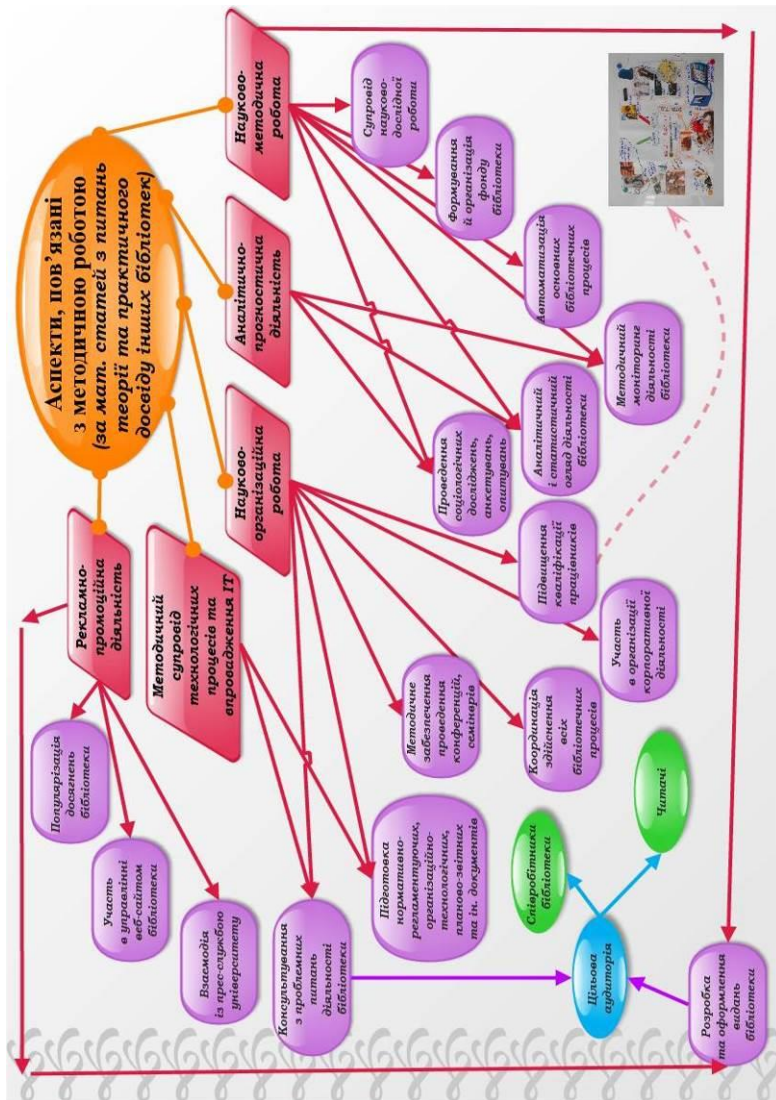 Аспекти, пов’язані
з методичною роботою
(за мат. статей з питань
теорії та практичного
досвіду інших бібліотек)
Рекламно-
промоційна
діяльність
Методичний
супровід
технологічних
процесів та
впровадження ІТ
Науково-
організаційна
робота
Аналітично-
прогностична
діяльність
Науково-
методична
робота
Популярізація
досягнень
бібліотеки
Участь
в управлінні
веб-сайтом
бібліотеки
Взаємодія
із прес-службою
університету
Консультування
з проблемних
питань
діяльності
бібліотеки
Підготовка
нормативно-
регламентуючих,
організаційно-
технологічних,
планово-звітних
та ін. документів
Методичне
забезпечення
проведення
конференцій,
семінврів
Координація
здійснення
всіх
бібліотечних
процесів
Участь
в організації
корпоративної
діяльності
Підвищення
кваліфікації
працівників
Проведення
соціологічних
досліджень,
анкетувань,
опитувань
Аналітичний
і статистичний
огляд діяльності
бібліотеки
Методичний
моніторинг
діяльності
бібліотеки
Автоматизація
основних
бібліотечних
процесів
Формування
й організація
фонду
бібліотеки
Супровід
науково-
дослідної
роботи
Співробітники
бібліотеки
Читачі
Цільова
аудиторія
Розробка
та оформлення
видань
бібліотеки